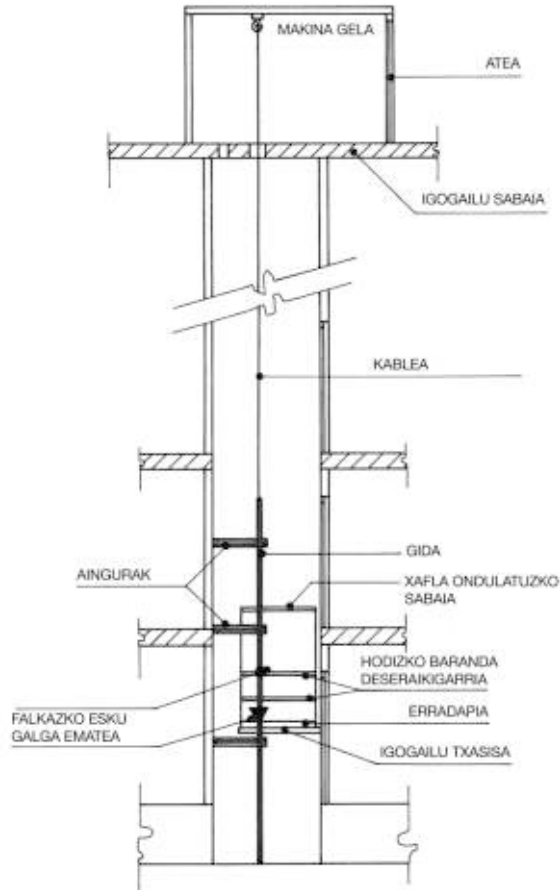 MAKINA GELA
ATEA
IGOGAILU SABAIA
KABLEA
GIDA
AINGURAK
XAFLA ONDULATUZKO
SABAIA
HODIZKO BARANDA
DESERAIKIGARRIA
FALKAZKO ESKU
GALGA EMATEA
ERRADAPIA
IGOGAILU TXASISA